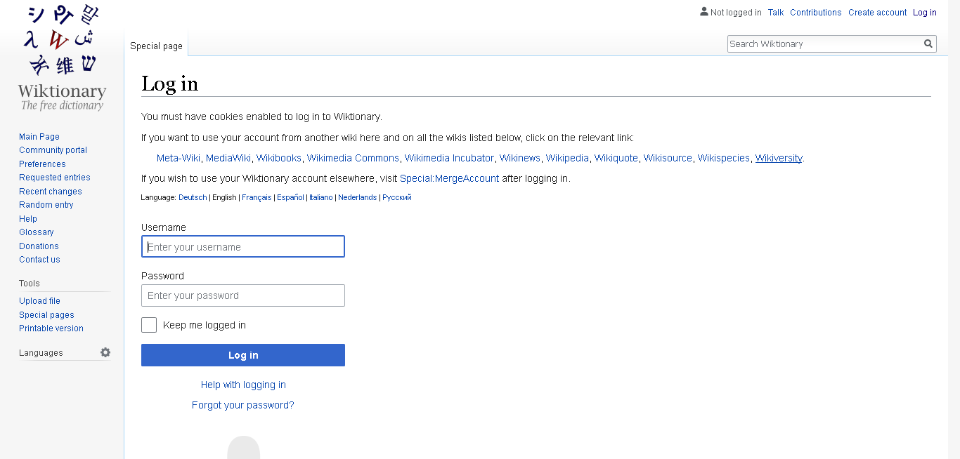 Not logged in Talk Contributions Create account Log in
Special page
Search Wiktionary
Wiktionary
The free dictionary
Main Page
Community portal
Preferences
Requested entries
Recent changes
Random entry
Help
Glossary
Donations
Contact us
Tools
Upload file
Special pages
Printable version
Languages
Log in
You must have cookies enabled to log in to Wiktionary.
If you want to use your account from another wiki here and on all the wikis listed below, click on the relevant link:
Meta-Wiki, MediaWiki, Wikibooks, Wikimedia Commons, Wikimedia Incubator, Wikinews, Wikipedia, Wikiquote, Wikisource, Wikispecies, Wikiversity.
If you wish to use your Wiktionary account elsewhere, visit Special:MergeAccount after logging in.
Language: Deutsch | English | Français | Español | Italiano | Nederlands | Русский
Username
Enter your username
Password
Enter your password
Keep me logged in
Log in
Help with logging in
Forgot your password?